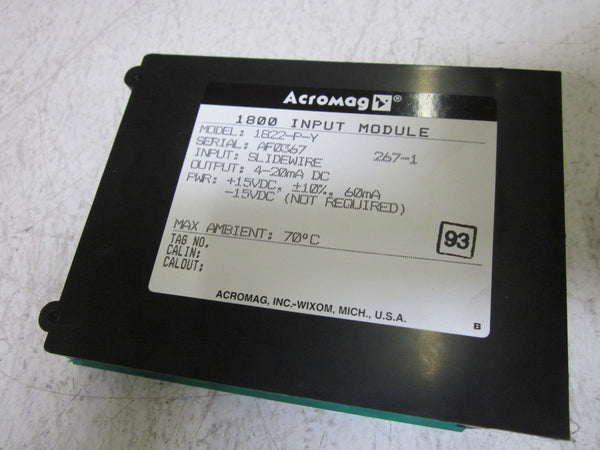 Acromag ®
1800 INPUT MODULE
MODEL: 1822-P-Y
SERIAL: AF0367 267-1
INPUT: SLIDEWIRE
OUTPUT: 4-20mA DC
PWR: +15VDC, ±10%, 60mA
-15VDC (NOT REQUIRED)
MAX AMBIENT: 70°C
93
TAG NO.
CALIN:
CALOUT:
ACROMAG, INC.-WIXOM, MICH., U.S.A.
B